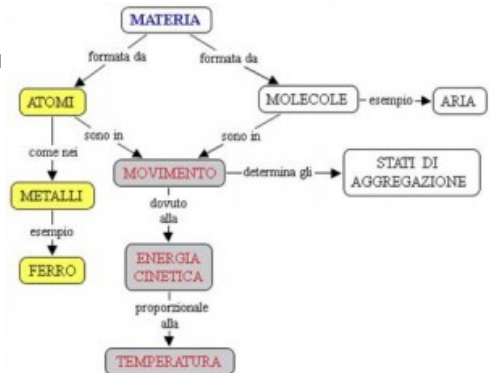 MATERIA
formata da
formata da
ATOMI
MOLECOLE
esempio
ARIA
sono in
sono in
come nei
MOVIMENTO
determina gli
STATI DI
AGGREGAZIONE
METALLI
dovuto
alla
esempio
ENERGIA
CINETICA
FERRO
proporzionale
alla
TEMPERATURA